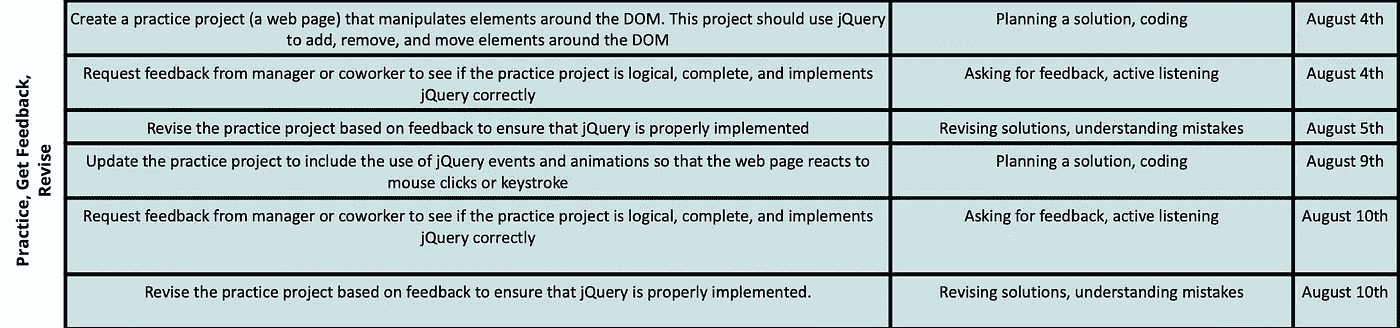 Practice, Get Feedback,
Revise
Create a practice project (a web page) that manipulates elements around the DOM. This project should use jQuery
to add, remove, and move elements around the DOM
Planning a solution, coding
August 4th
Request feedback from manager or coworker to see if the practice project is logical, complete, and implements
jQuery correctly
Asking for feedback, active listening
August 4th
Revise the practice project based on feedback to ensure that jQuery is properly implemented
Revising solutions, understanding mistakes
August 5th
Update the practice project to include the use of jQuery events and animations so that the web page reacts to
mouse clicks or keystroke
Planning a solution, coding
August 9th
Request feedback from manager or coworker to see if the practice project is logical, complete, and implements
jQuery correctly
Asking for feedback, active listening
August 10th
Revise the practice project based on feedback to ensure that jQuery is properly implemented.
Revising solutions, understanding mistakes
August 10th